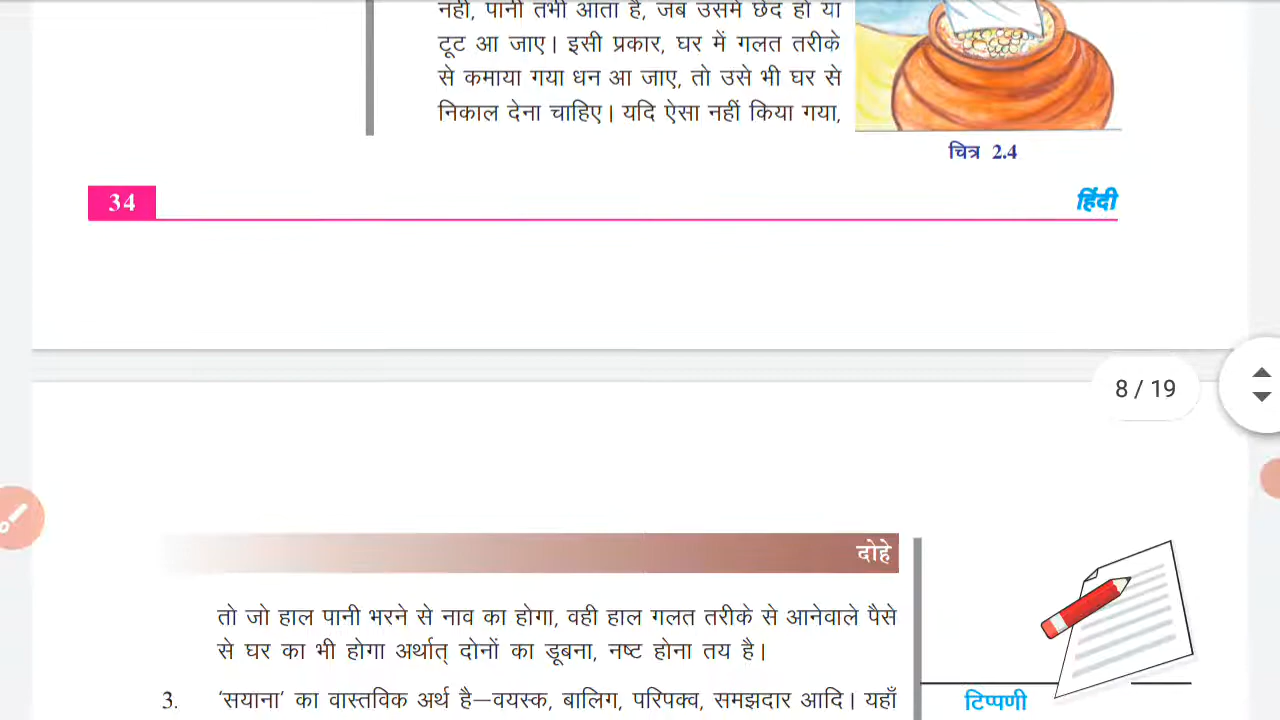 नहीं, पानी तभी आता है, जब उसमें छेद हो या
टूट आ जाए। इसी प्रकार, घर में गलत तरीके
से कमाया गया धन आ जाए, तो उसे भी घर से
निकाल देना चाहिए। यदि ऐसा नहीं किया गया,
चित्र 2.4
34
हिंदी
8 / 19
दोहे
तो जो हाल पानी भरने से नाव का होगा, वही हाल गलत तरीके से आनेवाले पैसे
से घर का भी होगा अर्थात् दोनों का डूबना, नष्ट होना तय है।
3. ‘सयाना‘ का वास्तविक अर्थ है—वयस्क, बालिग, परिपक्व, समझदार आदि। यहाँ
टिप्पणी